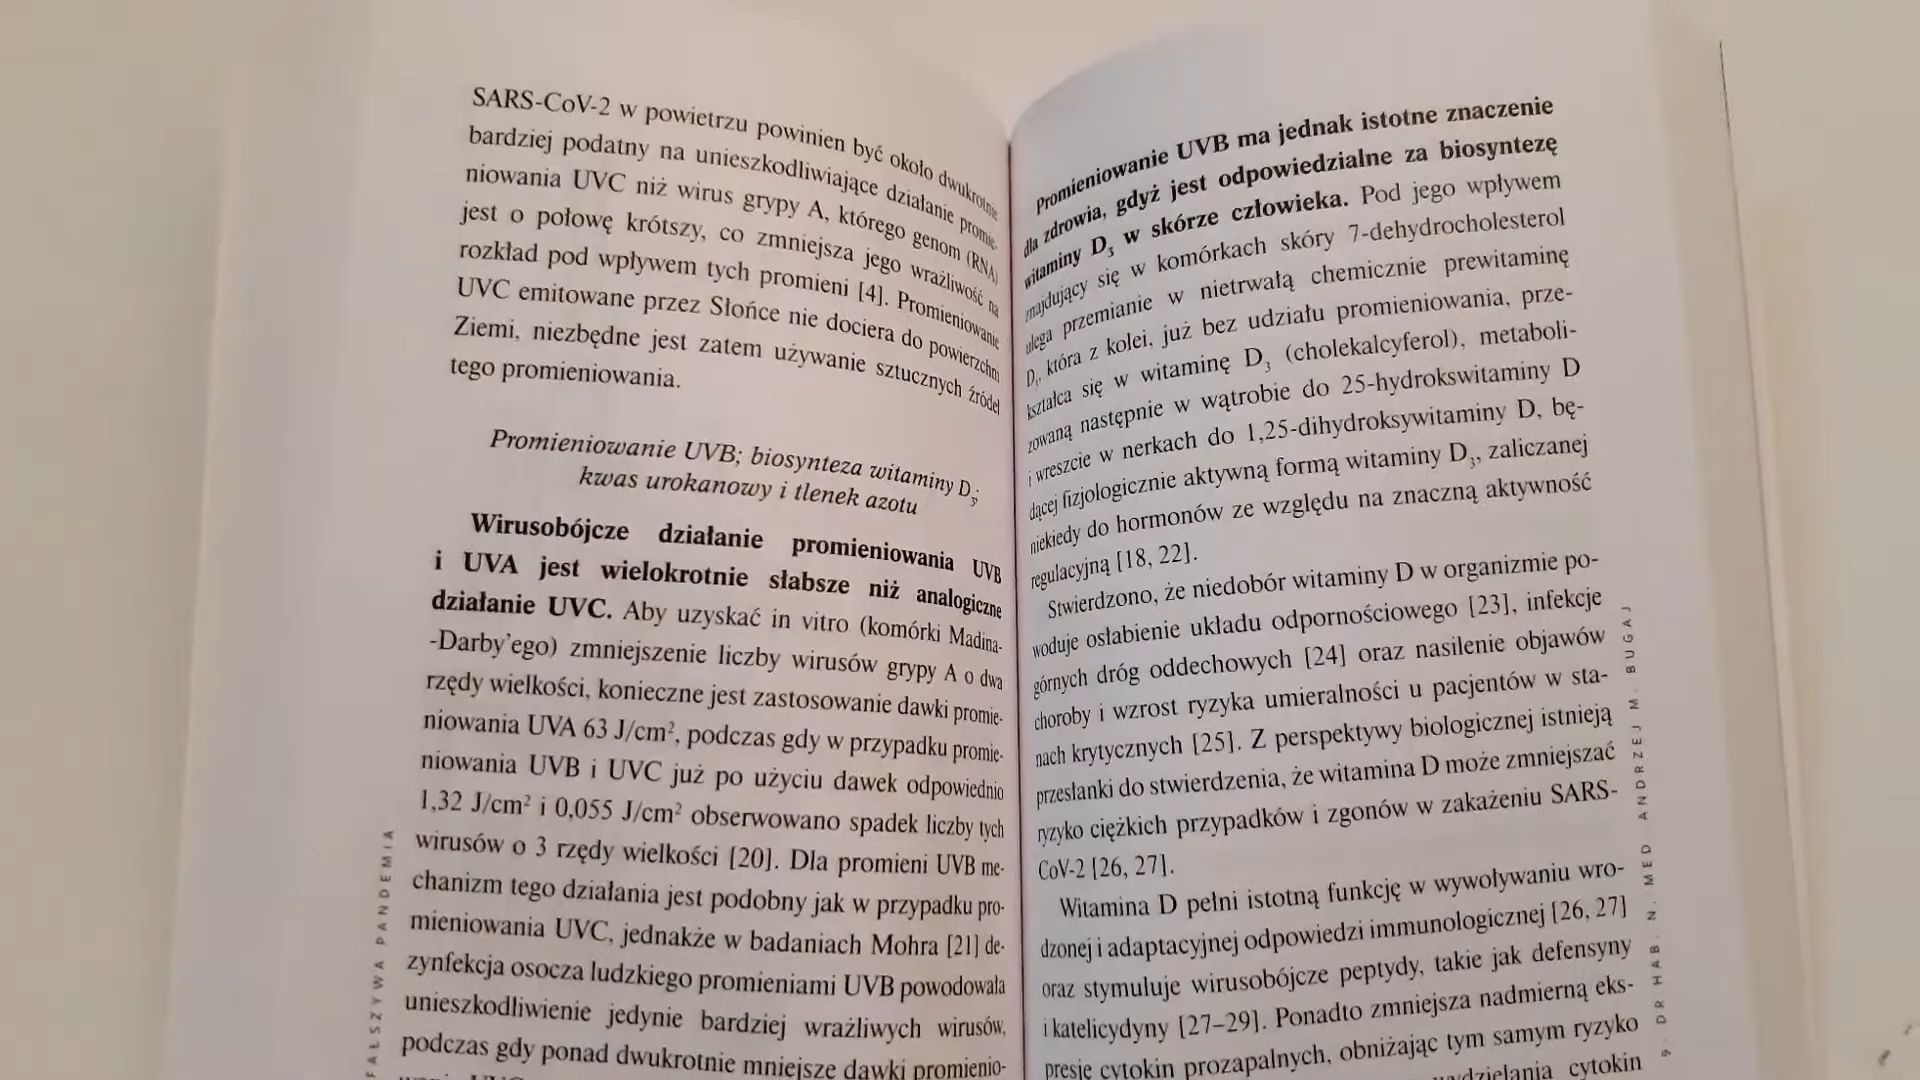 SARS-CoV-2 w powietrzu powinien być około dwukrotnie
bardziej podatny na unieszkodliwiające działanie promie-
niowania UVC niż wirus grypy A, którego genom (RNA)
jest o połowę krótszy, co zmniejsza jego wrażliwość na
rozkład pod wpływem tych promieni [4]. Promieniowanie
UVC emitowane przez Słońce nie dociera do powierzchni
Ziemi, niezbędne jest zatem używanie sztucznych źródeł
tego promieniowania.
Promieniowanie UVB; biosynteza witaminy D₃;
kwas urokanowy i tlenek azotu
Wirusobójcze działanie promieniowania UVB
i UVA jest wielokrotnie słabsze niż analogiczne
działanie UVC. Aby uzyskać in vitro (komórki Madina-
-Darby'ego) zmniejszenie liczby wirusów grypy A o dwa
rzędy wielkości, konieczne jest zastosowanie dawki promie-
niowania UVA 63 J/cm², podczas gdy w przypadku promie-
niowania UVB i UVC już po użyciu dawek odpowiednio
1,32 J/cm² i 0,055 J/cm² obserwowano spadek liczby tych
wirusów o 3 rzędy wielkości [20]. Dla promieni UVB me-
chanizm tego działania jest podobny jak w przypadku pro-
mieniowania UVC, jednakże w badaniach Mohra [21] de-
zynfekcja osocza ludzkiego promieniami UVB powodowała
unieszkodliwienie jedynie bardziej wrażliwych wirusów,
podczas gdy ponad dwukrotnie mniejsze dawki promienio-
FAŁSZYWA PANDEMIA
Promieniowanie UVB ma jednak istotne znaczenie
dla zdrowia, gdyż jest odpowiedzialne za biosyntezę
witaminy D₃ w skórze człowieka. Pod jego wpływem
znajdujący się w komórkach skóry 7-dehydrocholesterol
ulega przemianie w nietrwałą chemicznie prewitaminę
D₃, która z kolei, już bez udziału promieniowania, prze-
kształca się w witaminę D₃ (cholekalcyferol), metaboli-
zowaną następnie w wątrobie do 25-hydrokswitaminy D
i wreszcie w nerkach do 1,25-dihydroksywitaminy D, bę-
dącej fizjologicznie aktywną formą witaminy D₃, zaliczanej
niekiedy do hormonów ze względu na znaczną aktywność
regulacyjną [18, 22].
Stwierdzono, że niedobór witaminy D w organizmie po-
woduje osłabienie układu odpornościowego [23], infekcje
górnych dróg oddechowych [24] oraz nasilenie objawów
choroby i wzrost ryzyka umieralności u pacjentów w sta-
nach krytycznych [25]. Z perspektywy biologicznej istnieją
przesłanki do stwierdzenia, że witamina D może zmniejszać
ryzyko ciężkich przypadków i zgonów w zakażeniu SARS-
CoV-2 [26, 27].
Witamina D pełni istotną funkcję w wywoływaniu wro-
dzonej i adaptacyjnej odpowiedzi immunologicznej [26, 27]
oraz stymuluje wirusobójcze peptydy, takie jak defensyny
i katelicydyny [27–29]. Ponadto zmniejsza nadmierną eks-
presję cytokin prozapalnych, obniżając tym samym ryzyko
cytokin
9. DR HAB. N. MED ANDRZEJ M. BUGAJ